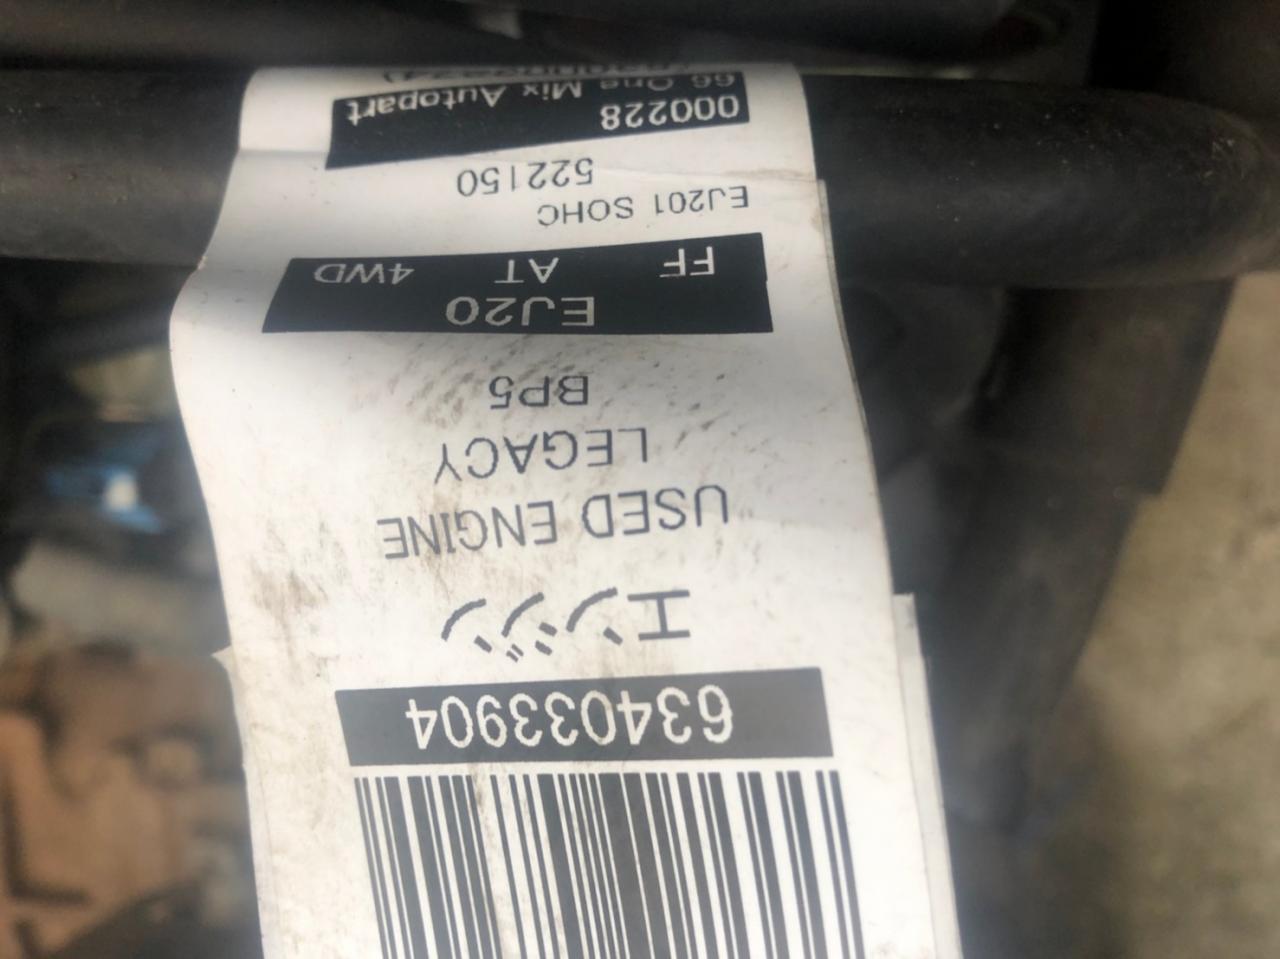 634033904
エンジン
USED ENGINE
LEGACY
BP5
EJ20
FF AT 4WD
EJ201 SOHC
522150
000228
66 One Mix Autopart